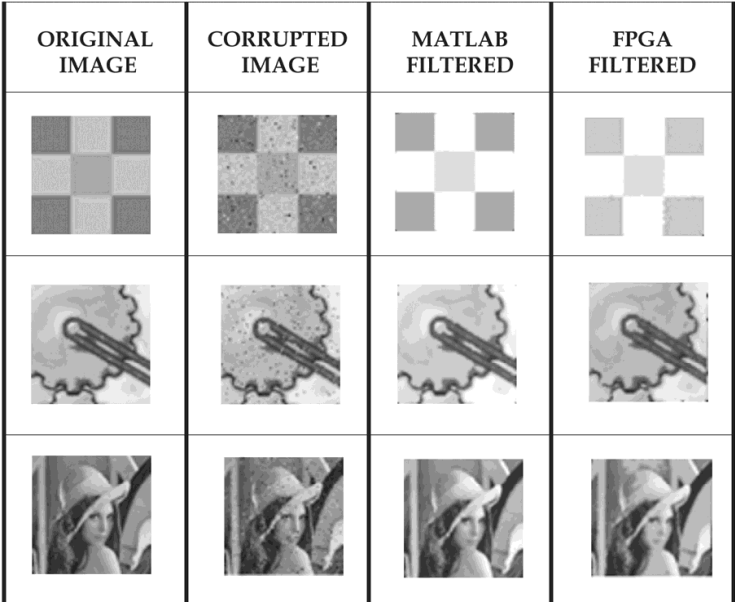 ORIGINAL
IMAGE
CORRUPTED
IMAGE
MATLAB
FILTERED
FPGA
FILTERED